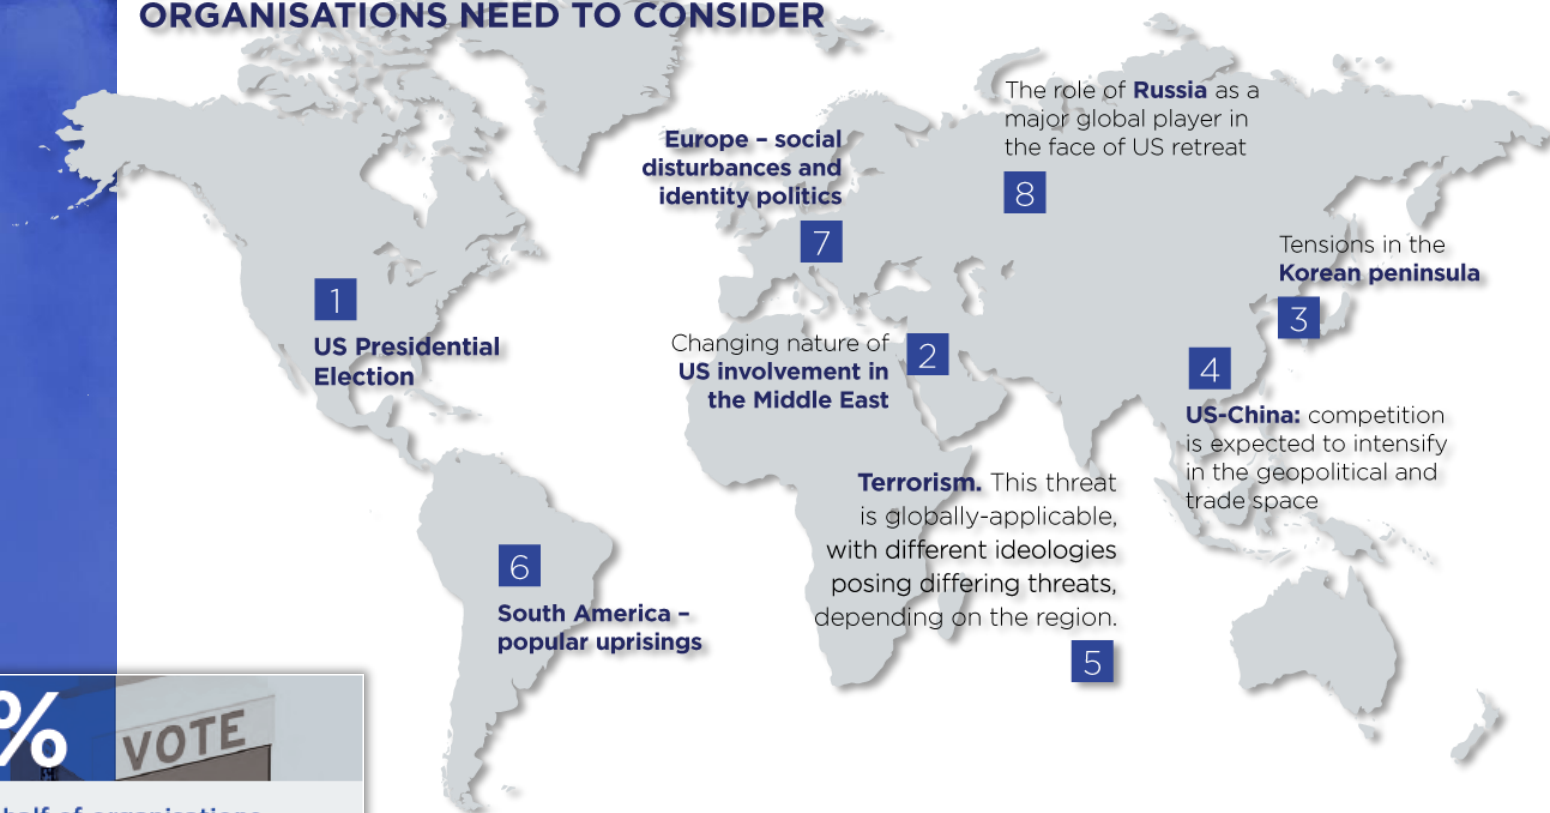 ORGANISATIONS NEED TO CONSIDER
The role of Russia as a
major global player in
the face of US retreat
8
Europe – social
disturbances and
identity politics
7
Tensions in the
Korean peninsula
3
1
US Presidential
Election
Changing nature of
US involvement in
the Middle East
2
4
US-China: competition
is expected to intensify
in the geopolitical and
trade space
Terrorism. This threat
is globally-applicable,
with different ideologies
posing differing threats,
depending on the region.
5
6
South America –
popular uprisings
%
VOTE
half of organisations